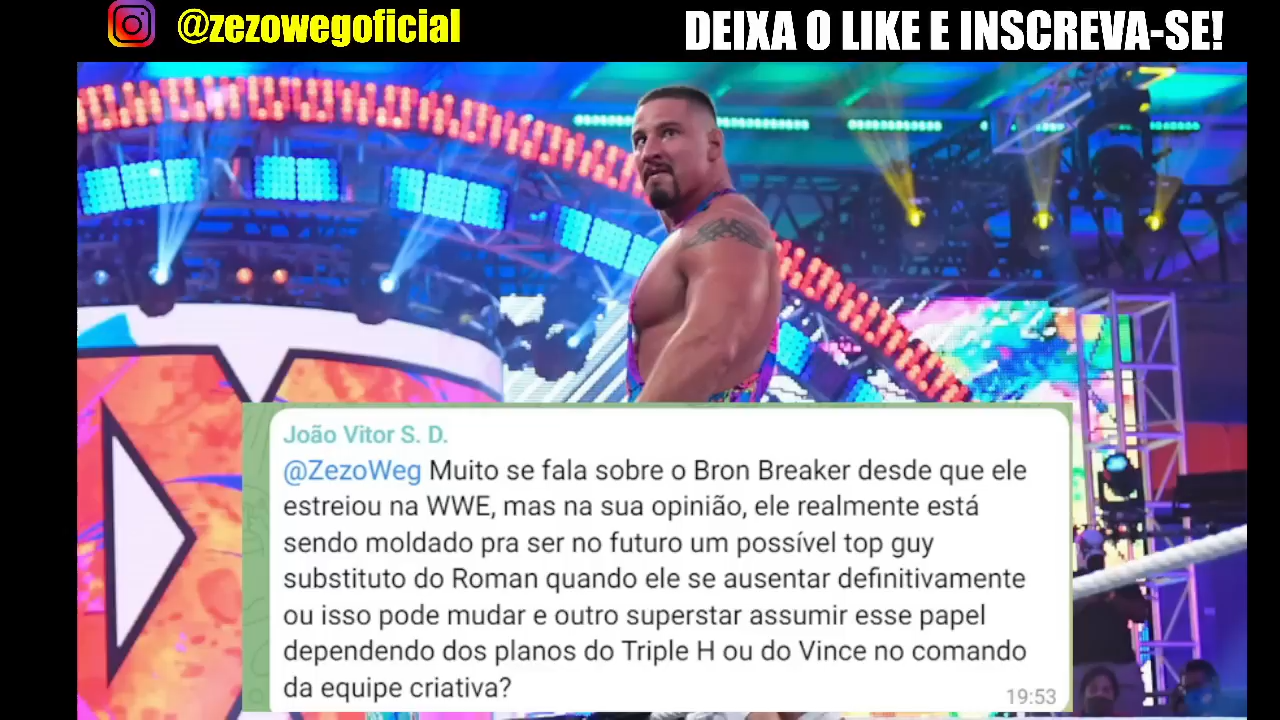 @zezowegoficial
DEIXA O LIKE E INSCREVA-SE!
João Vitor S. D.
@ZezoWeg Muito se fala sobre o Bron Breaker desde que ele
estreiou na WWE, mas na sua opinião, ele realmente está
sendo moldado pra ser no futuro um possível top guy
substituto do Roman quando ele se ausentar definitivamente
ou isso pode mudar e outro superstar assumir esse papel
dependendo dos planos do Triple H ou do Vince no comando
da equipe criativa?
19:53